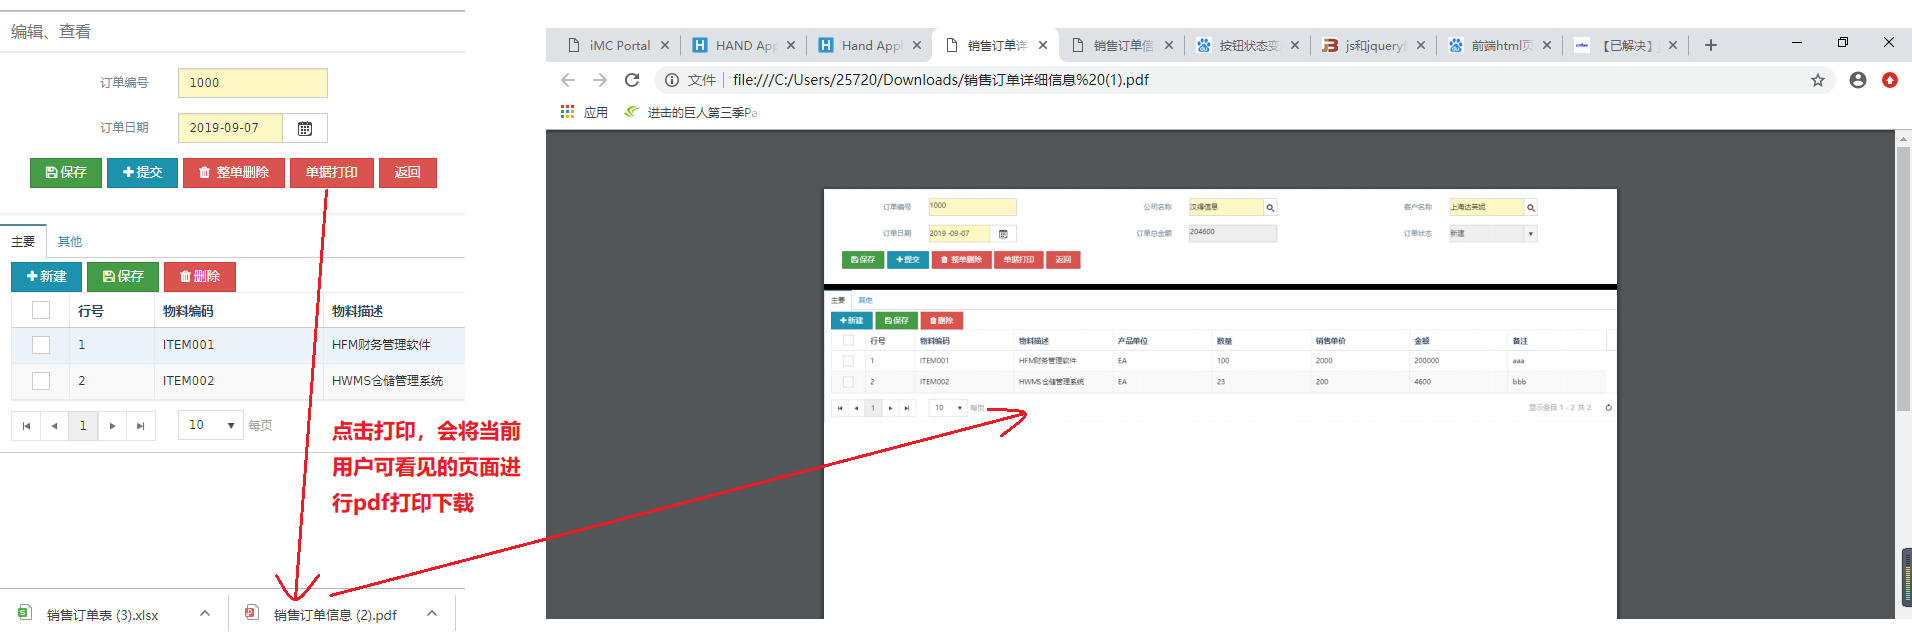 编辑、查看
订单编号
1000
订单日期
2019-09-07
保存
提交
整单删除
单据打印
返回
主要
其他
新建
保存
删除
行号
物料编码
物料描述
1
ITEM001
HFM财务管理软件
2
ITEM002
HWMS仓储管理系统
1
10
每页
点击打印，会将当前
用户可看见的页面进
行pdf打印下载
销售订单表 (3).xlsx
销售订单信息 (2).pdf
iMC Portal
HAND App
Hand Appl
销售订单详
销售订单信
按钮状态变
js和jquery
前端html页
【已解决】
文件
file:///C:/Users/25720/Downloads/销售订单详细信息%20(1).pdf
应用
进击的巨人第三季Pa
订单编号
1000
公司名称
汉得信息
客户名称
上海达芙妮
订单日期
2019 -09-07
订单总金额
204600
订单状态
新建
保存
提交
整单删除
单据打印
返回
主要
其他
新建
保存
删除
行号
物料编码
物料描述
产品单位
数量
销售单价
金额
备注
1
ITEM001
HFM财务管理软件
EA
100
2000
200000
aaa
2
ITEM002
HWMS仓储管理系统
EA
23
200
4600
bbb
1
10
每页
显示条目 1 - 2 共 2